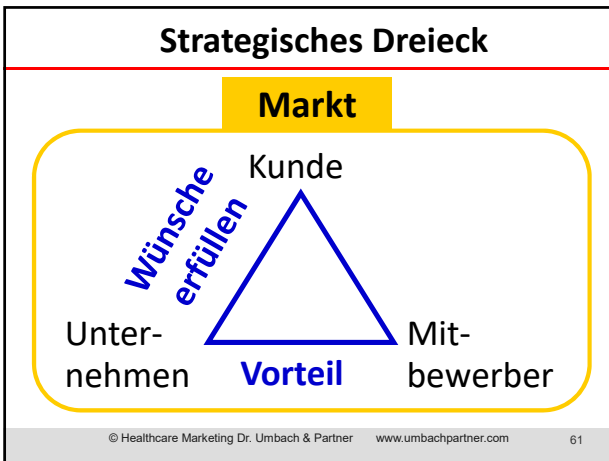 Strategisches Dreieck
Markt
Kunde
Wünsche
erfüllen
Unter-
nehmen
Vorteil
Mit-
bewerber
© Healthcare Marketing Dr. Umbach & Partner www.umbachpartner.com 61